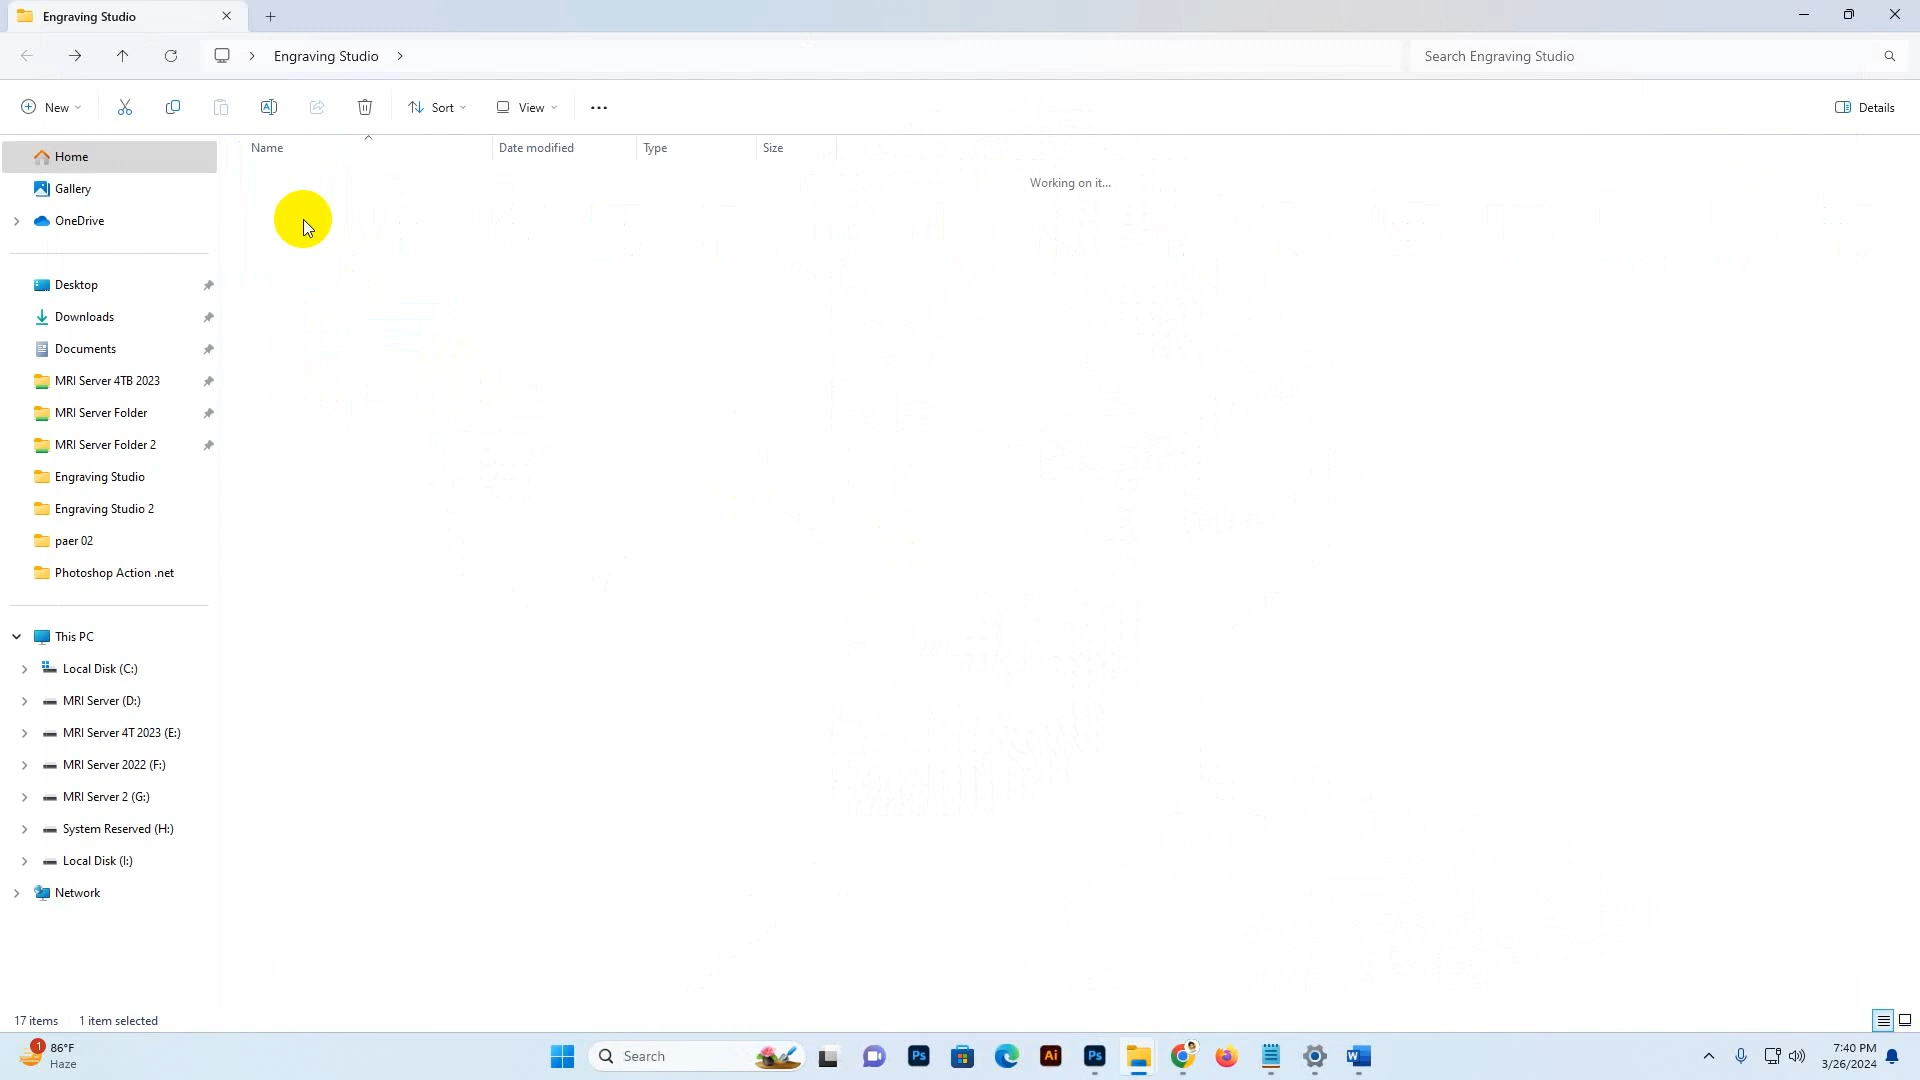 Engraving Studio
Engraving Studio
Search Engraving Studio
New
Sort
View
Details
Name
Date modified
Type
Size
Working on it...
Home
Gallery
OneDrive
Desktop
Downloads
Documents
MRI Server 4TB 2023
MRI Server Folder
MRI Server Folder 2
Engraving Studio
Engraving Studio 2
paer 02
Photoshop Action .net
This PC
Local Disk (C:)
MRI Server (D:)
MRI Server 4T 2023 (E:)
MRI Server 2022 (F:)
MRI Server 2 (G:)
System Reserved (H:)
Local Disk (I:)
Network
17 items
1 item selected
1
86°F
Haze
Search
Ps
Ai
Ps
W
7:40 PM
3/26/2024